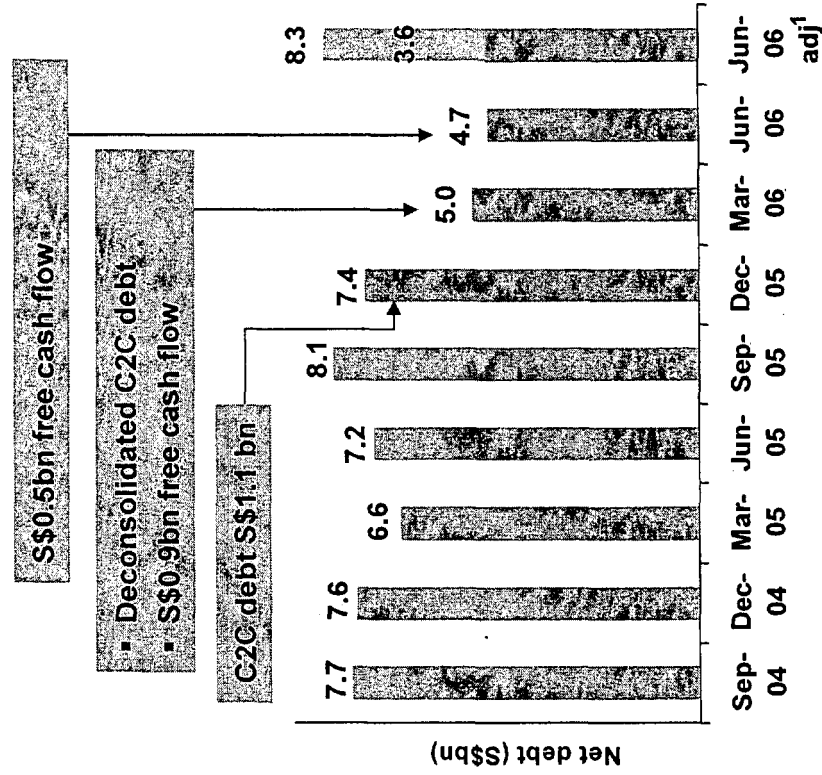 S$0.5bn free cash flow
▪ Deconsolidated C2C debt
▪ S$0.9bn free cash flow
C2C debt S$1.1 bn
Net debt (S$bn)
7.7
7.6
6.6
7.2
8.1
7.4
5.0
4.7
8.3
3.6
Sep-04
Dec-04
Mar-05
Jun-05
Sep-05
Dec-05
Mar-06
Jun-06
Jun-06 adj1